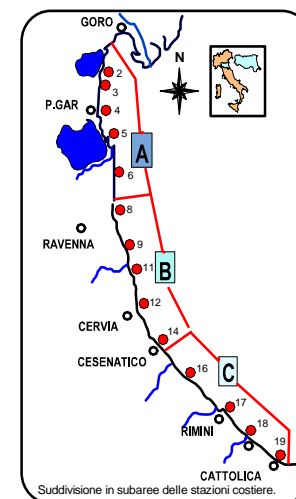 GORO
N
2
3
P.GAR
4
5
A
6
8
RAVENNA
9
11
B
12
CERVIA
14
CESENATICO
C
16
17
RIMINI
18
19
CATTOLICA
Suddivisione in subaree delle stazioni costiere.